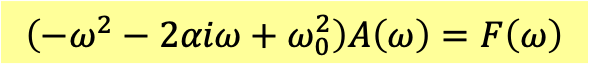 (−ω² − 2αiω + ω₀²)A(ω) = F(ω)